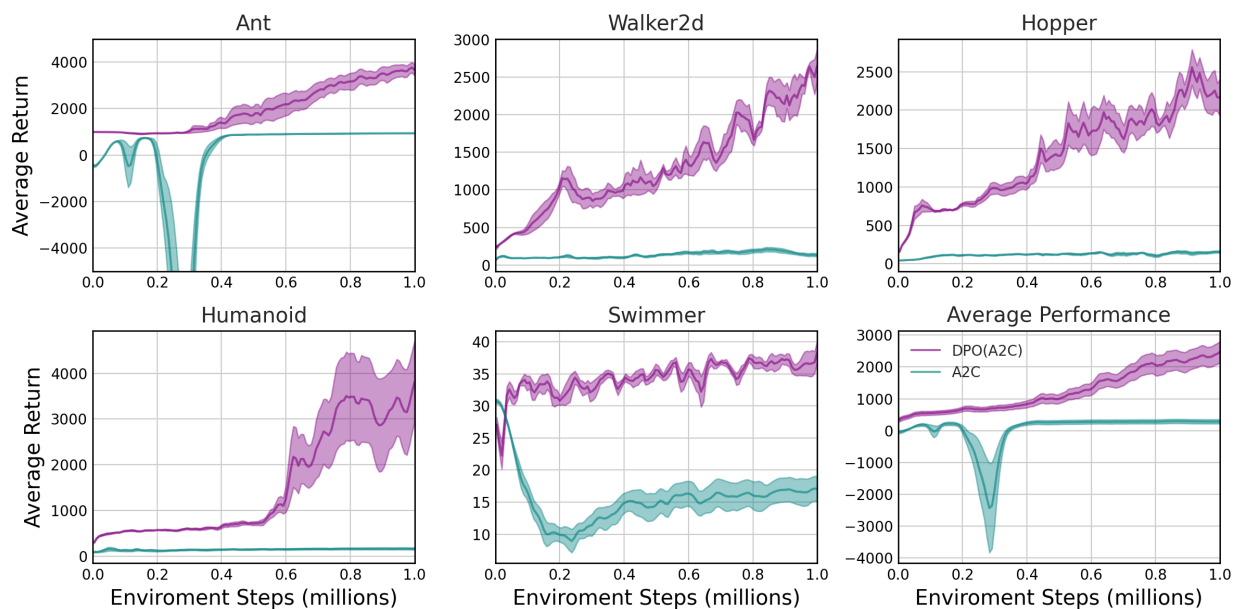 Ant
Walker2d
Hopper
Average Return
4000
2000
0
−2000
−4000
0.0 0.2 0.4 0.6 0.8 1.0
3000
2500
2000
1500
1000
500
0
0.0 0.2 0.4 0.6 0.8 1.0
2500
2000
1500
1000
500
0
0.0 0.2 0.4 0.6 0.8 1.0
Humanoid
Swimmer
Average Performance
Average Return
4000
3000
2000
1000
0
0.0 0.2 0.4 0.6 0.8 1.0
Enviroment Steps (millions)
40
35
30
25
20
15
10
0.0 0.2 0.4 0.6 0.8 1.0
Enviroment Steps (millions)
3000
2000
1000
0
−1000
−2000
−3000
−4000
DPO(A2C)
A2C
0.0 0.2 0.4 0.6 0.8 1.0
Enviroment Steps (millions)